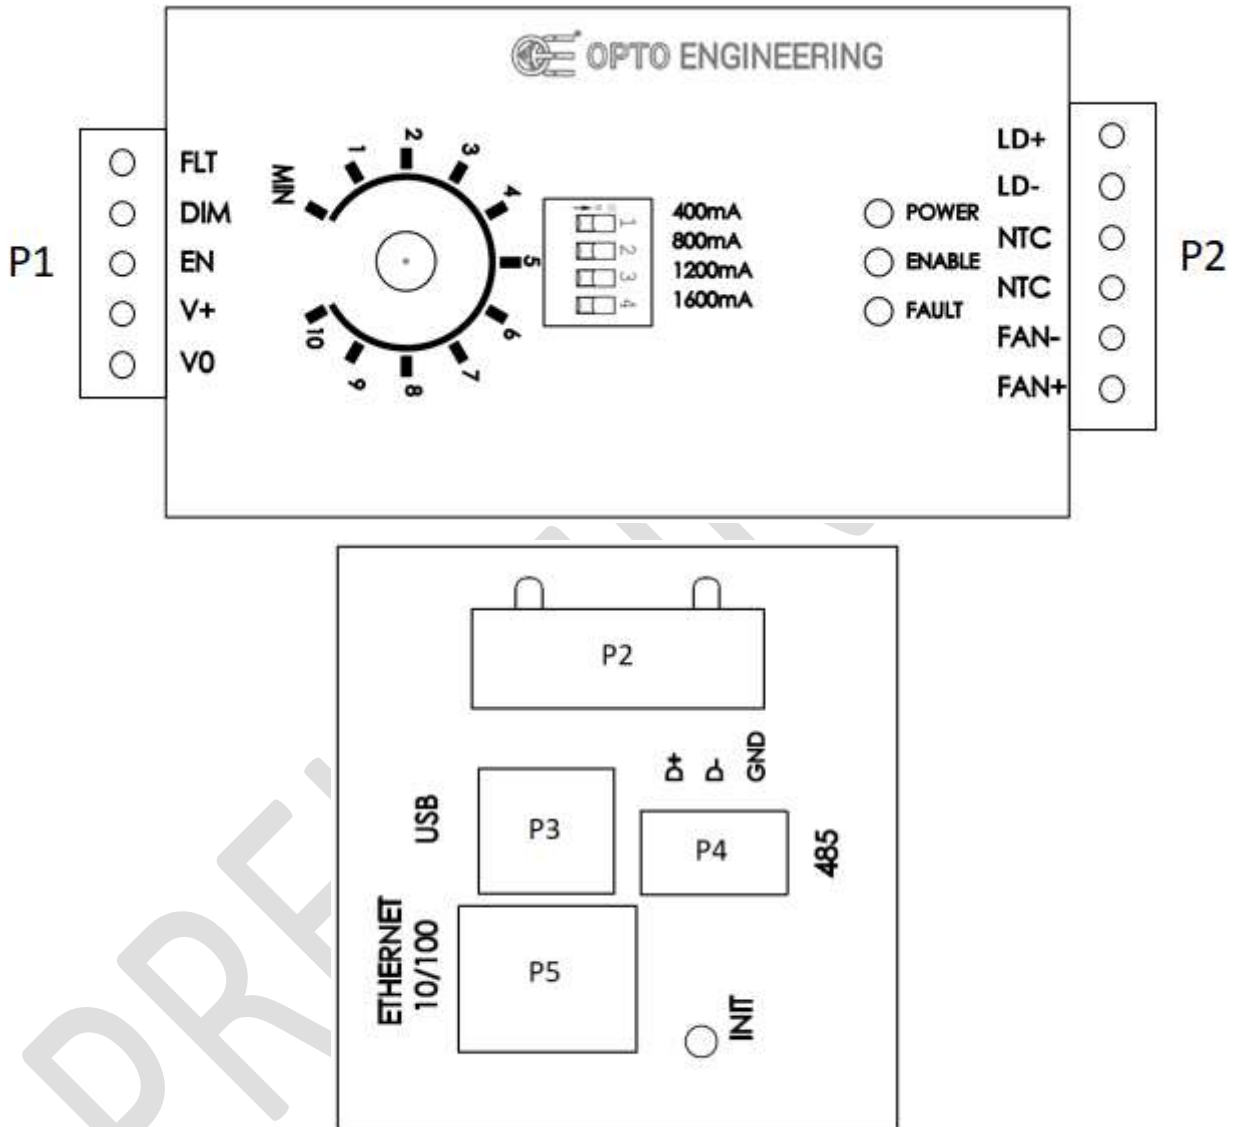 OPTO ENGINEERING
P1
FLT
DIM
EN
V+
V0
MIN
1
2
3
4
5
6
7
8
9
10
1
2
3
4
400mA
800mA
1200mA
1600mA
POWER
ENABLE
FAULT
LD+
LD-
NTC
NTC
FAN-
FAN+
P2
P2
D+
D-
GND
USB
P3
P4
485
ETHERNET
10/100
P5
INIT